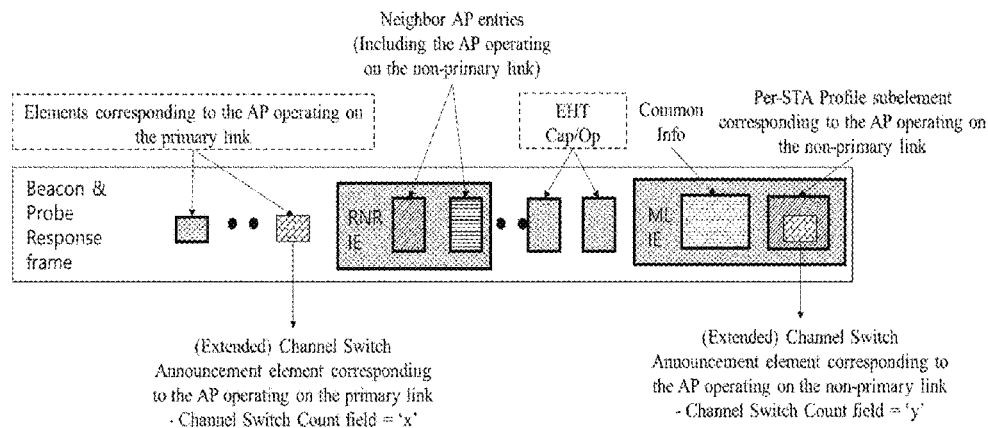 Neighbor AP entries
(Including the AP operating
on the non-primary link)
Elements corresponding to the AP operating on
the primary link
EHT
Cap/Op
Common
Info
Per-STA Profile subelement
corresponding to the AP operating on
the non-primary link
Beacon &
Probe
Response
frame
RNR
IE
ML
IE
(Extended) Channel Switch
Announcement element corresponding
to the AP operating on the primary link
- Channel Switch Count field = 'x'
(Extended) Channel Switch
Announcement element corresponding to
the AP operating on the non-primary link
- Channel Switch Count field = 'y'